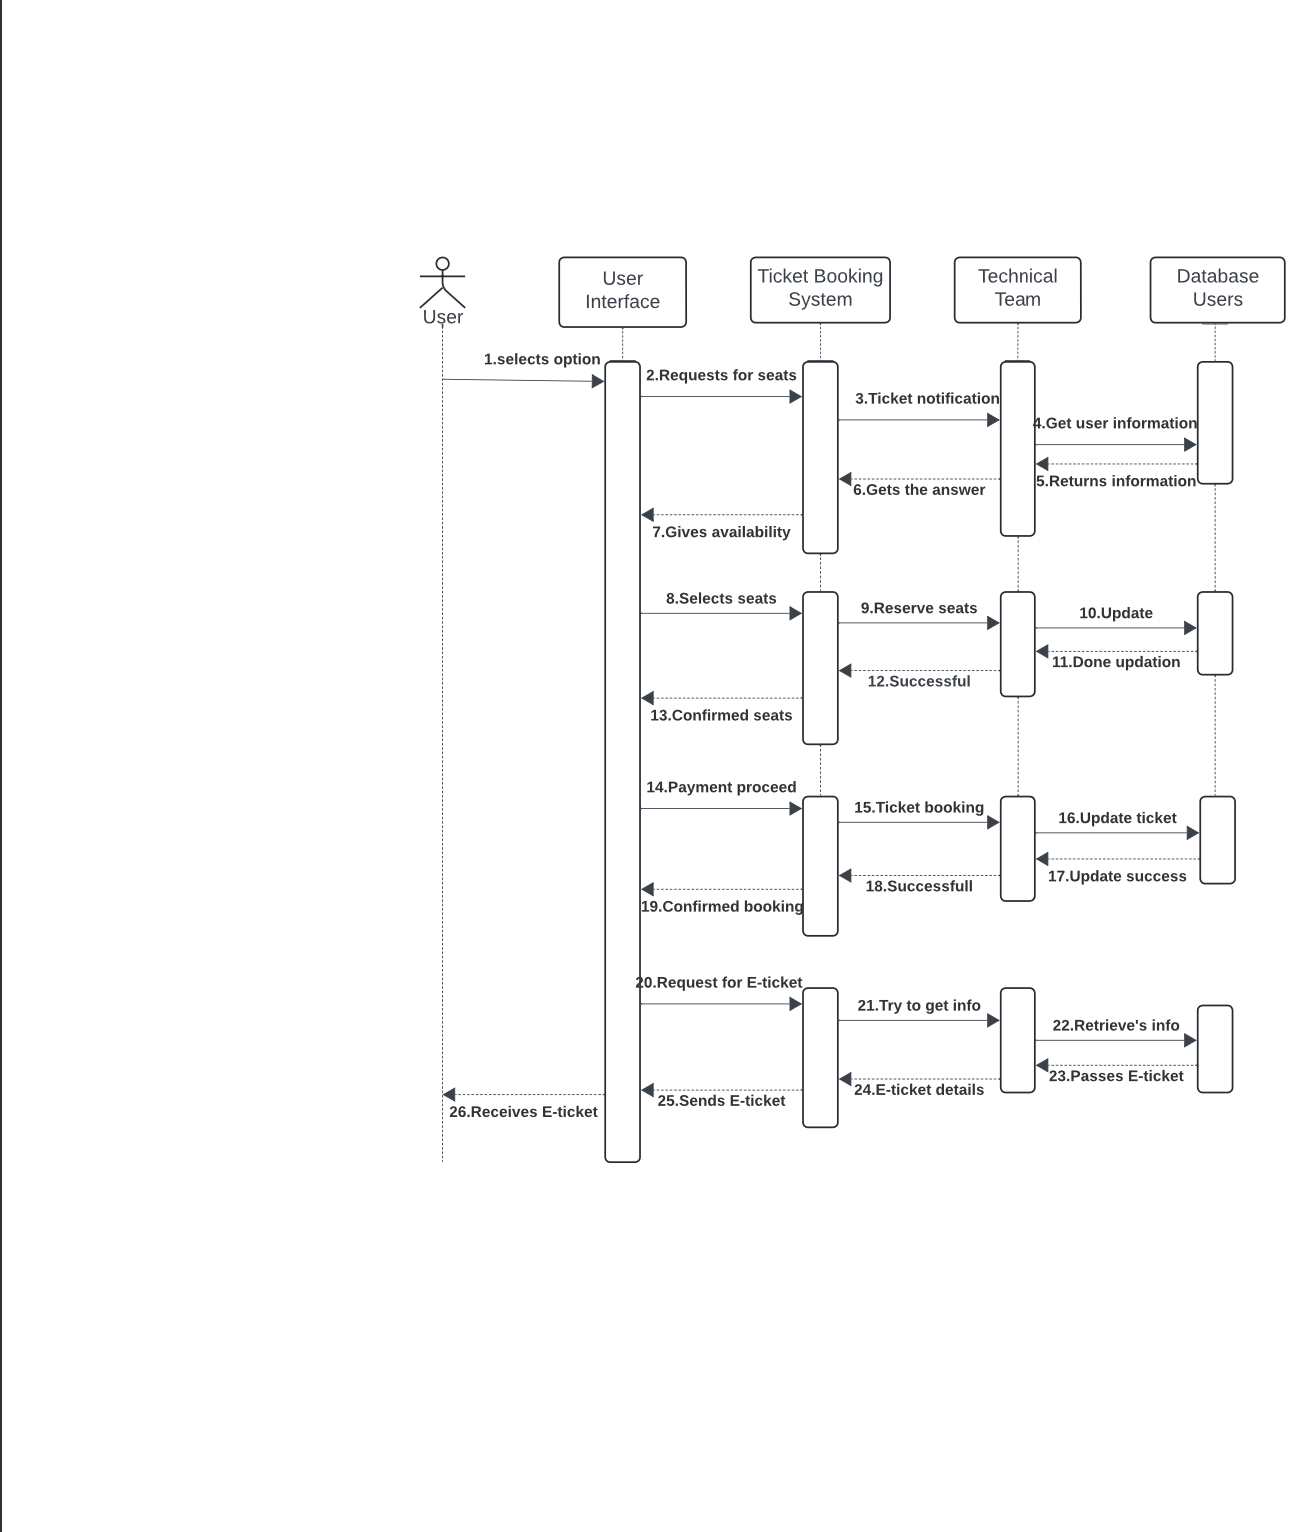 User
User
Interface
Ticket Booking
System
Technical
Team
Database
Users
1.selects option
2.Requests for seats
3.Ticket notification
4.Get user information
5.Returns information
6.Gets the answer
7.Gives availability
8.Selects seats
9.Reserve seats
10.Update
11.Done updation
12.Successful
13.Confirmed seats
14.Payment proceed
15.Ticket booking
16.Update ticket
17.Update success
18.Successfull
19.Confirmed booking
20.Request for E-ticket
21.Try to get info
22.Retrieve's info
23.Passes E-ticket
24.E-ticket details
25.Sends E-ticket
26.Receives E-ticket